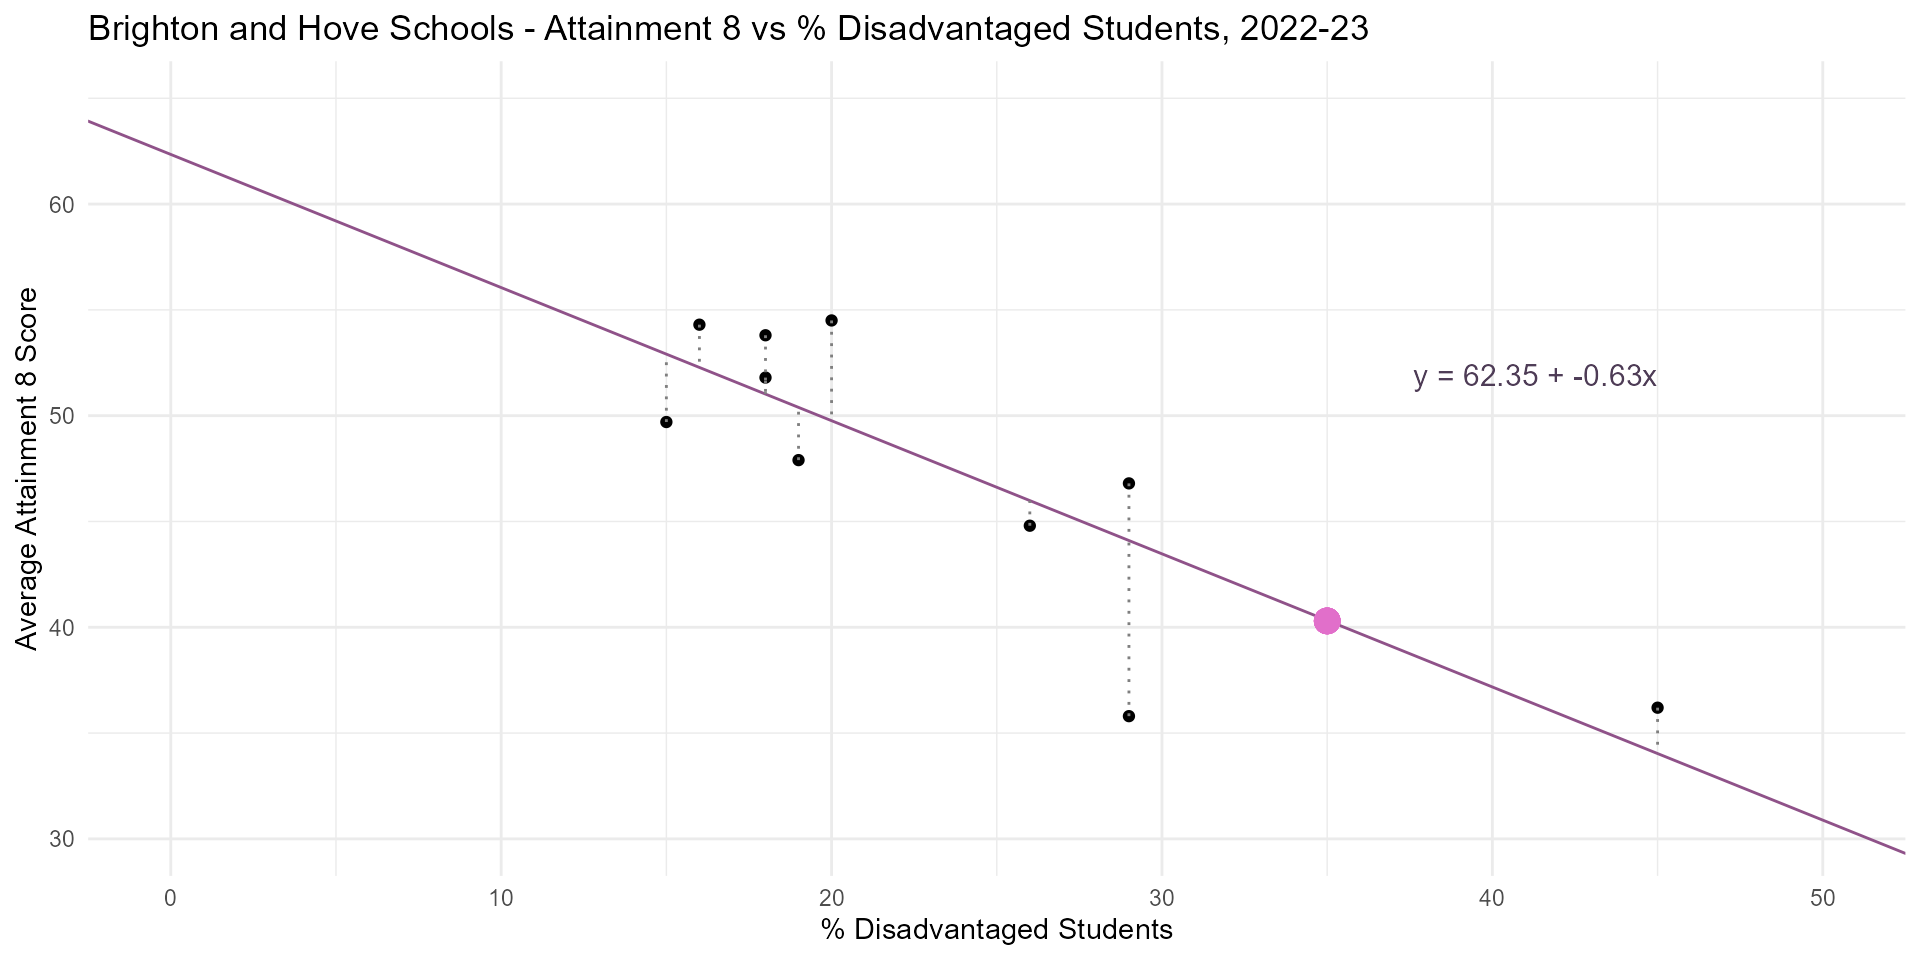 Brighton and Hove Schools - Attainment 8 vs % Disadvantaged Students, 2022-23
Average Attainment 8 Score
60
50
40
30
y = 62.35 + -0.63x
0 10 20 30 40 50
% Disadvantaged Students